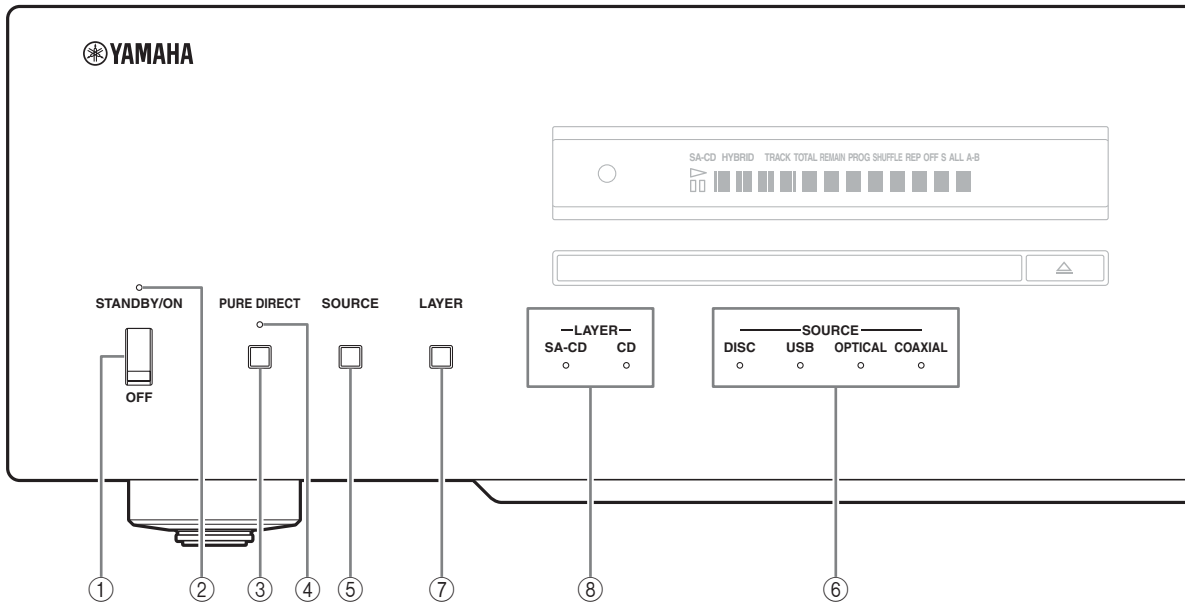 YAMAHA
SA-CD HYBRID TRACK TOTAL REMAIN PROG SHUFFLE REP OFF S ALL A-B
STANDBY/ON PURE DIRECT SOURCE LAYER
OFF
LAYER
SA-CD CD
SOURCE
DISC USB OPTICAL COAXIAL
① ② ③ ④ ⑤ ⑦ ⑧ ⑥